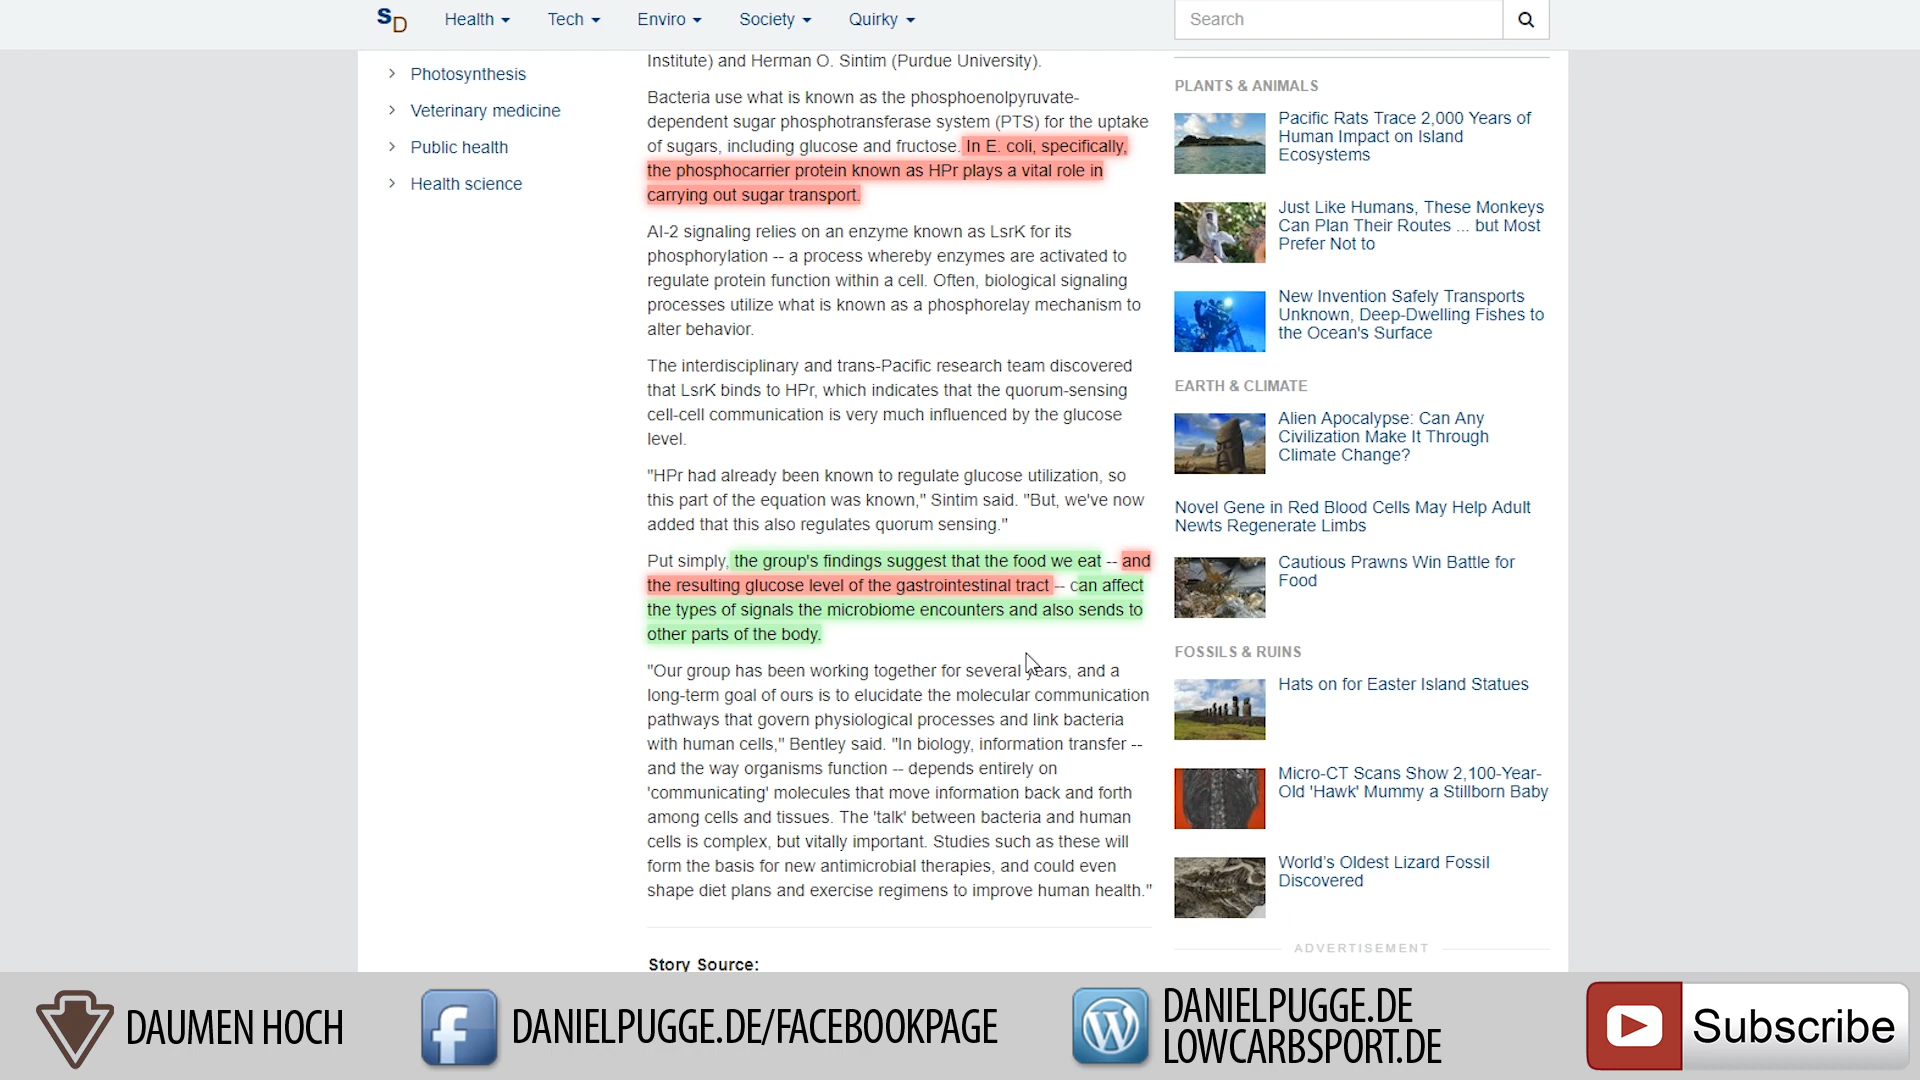 SD
Health
Tech
Enviro
Society
Quirky
Search
Photosynthesis
Veterinary medicine
Public health
Health science
Institute) and Herman O. Sintim (Purdue University).
Bacteria use what is known as the phosphoenolpyruvate-
dependent sugar phosphotransferase system (PTS) for the uptake
of sugars, including glucose and fructose. In E. coli, specifically,
the phosphocarrier protein known as HPr plays a vital role in
carrying out sugar transport.
AI-2 signaling relies on an enzyme known as LsrK for its
phosphorylation -- a process whereby enzymes are activated to
regulate protein function within a cell. Often, biological signaling
processes utilize what is known as a phosphorelay mechanism to
alter behavior.
The interdisciplinary and trans-Pacific research team discovered
that LsrK binds to HPr, which indicates that the quorum-sensing
cell-cell communication is very much influenced by the glucose
level.
"HPr had already been known to regulate glucose utilization, so
this part of the equation was known," Sintim said. "But, we've now
added that this also regulates quorum sensing."
Put simply, the group's findings suggest that the food we eat -- and
the resulting glucose level of the gastrointestinal tract -- can affect
the types of signals the microbiome encounters and also sends to
other parts of the body.
"Our group has been working together for several years, and a
long-term goal of ours is to elucidate the molecular communication
pathways that govern physiological processes and link bacteria
with human cells," Bentley said. "In biology, information transfer --
and the way organisms function -- depends entirely on
'communicating' molecules that move information back and forth
among cells and tissues. The 'talk' between bacteria and human
cells is complex, but vitally important. Studies such as these will
form the basis for new antimicrobial therapies, and could even
shape diet plans and exercise regimens to improve human health."
Story Source:
PLANTS & ANIMALS
Pacific Rats Trace 2,000 Years of
Human Impact on Island
Ecosystems
Just Like Humans, These Monkeys
Can Plan Their Routes ... but Most
Prefer Not to
New Invention Safely Transports
Unknown, Deep-Dwelling Fishes to
the Ocean's Surface
EARTH & CLIMATE
Alien Apocalypse: Can Any
Civilization Make It Through
Climate Change?
Novel Gene in Red Blood Cells May Help Adult
Newts Regenerate Limbs
Cautious Prawns Win Battle for
Food
FOSSILS & RUINS
Hats on for Easter Island Statues
Micro-CT Scans Show 2,100-Year-
Old 'Hawk' Mummy a Stillborn Baby
World's Oldest Lizard Fossil
Discovered
ADVERTISEMENT
DAUMEN HOCH
DANIELPUGGE.DE/FACEBOOKPAGE
DANIELPUGGE.DE
LOWCARBSPORT.DE
Subscribe